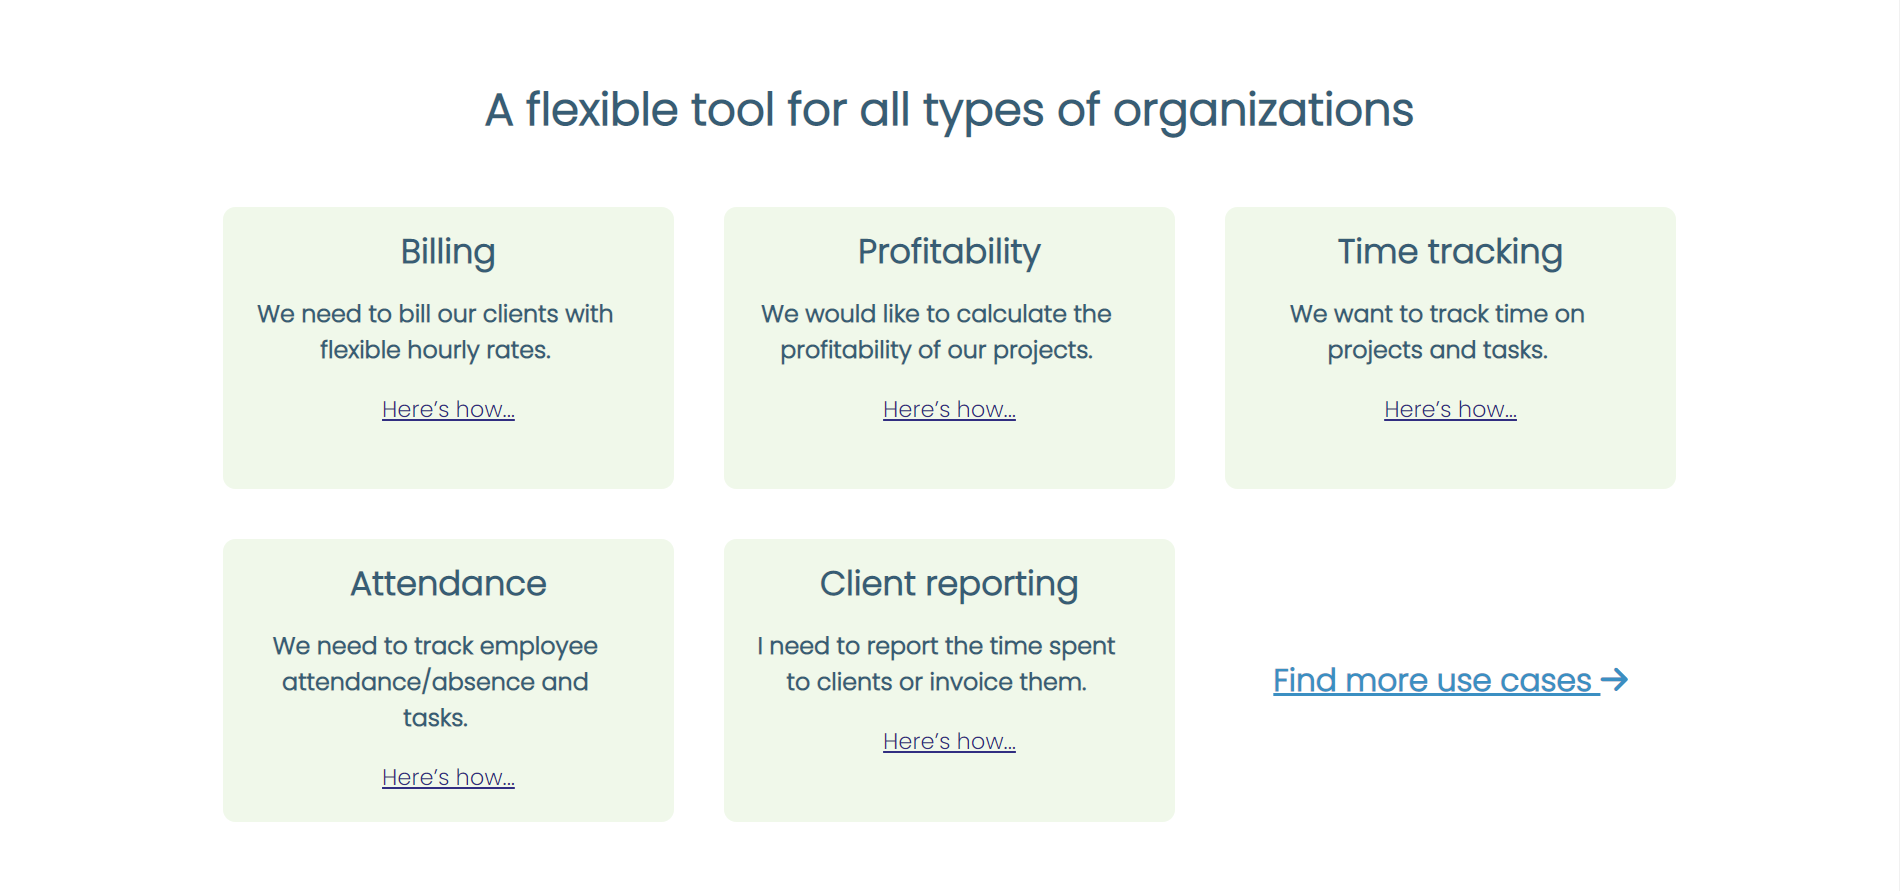 A flexible tool for all types of organizations
Billing
We need to bill our clients with
flexible hourly rates.
Here’s how...
Profitability
We would like to calculate the
profitability of our projects.
Here’s how...
Time tracking
We want to track time on
projects and tasks.
Here’s how...
Attendance
We need to track employee
attendance/absence and
tasks.
Here’s how...
Client reporting
I need to report the time spent
to clients or invoice them.
Here’s how...
Find more use cases →